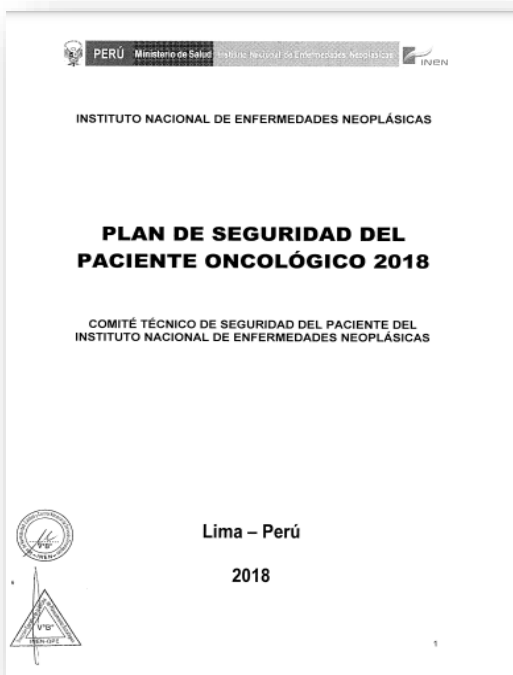 PERÚ Ministerio de Salud Instituto Nacional de Enfermedades Neoplásicas INEN
INSTITUTO NACIONAL DE ENFERMEDADES NEOPLÁSICAS
PLAN DE SEGURIDAD DEL
PACIENTE ONCOLÓGICO 2018
COMITÉ TÉCNICO DE SEGURIDAD DEL PACIENTE DEL
INSTITUTO NACIONAL DE ENFERMEDADES NEOPLÁSICAS
Lima – Perú
2018
V°B°
INEN
V°B°
INEN-OPE
1